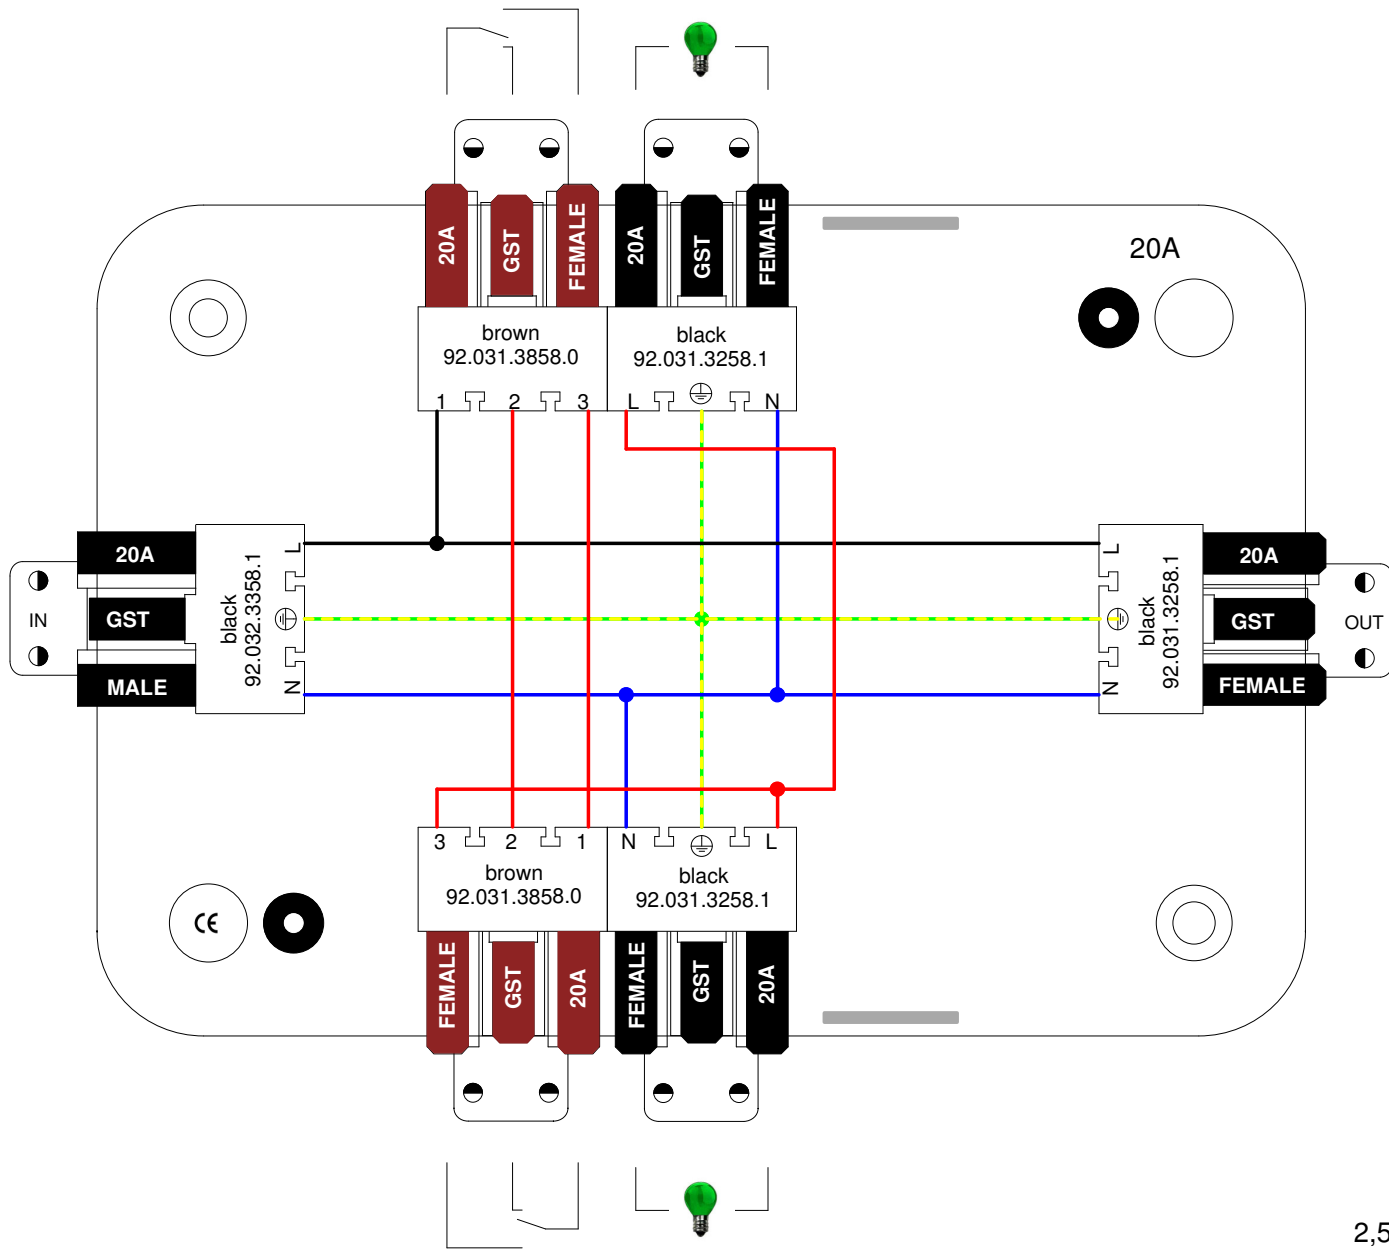 20A
GST
FEMALE
20A
GST
FEMALE
20A
brown
92.031.3858.0
black
92.031.3258.1
1
2
3
L
N
20A
GST
MALE
IN
black
92.032.3358.1
L
N
L
N
black
92.031.3258.1
20A
GST
FEMALE
OUT
3
2
1
N
L
brown
92.031.3858.0
black
92.031.3258.1
CE
FEMALE
GST
20A
FEMALE
GST
20A
2,5